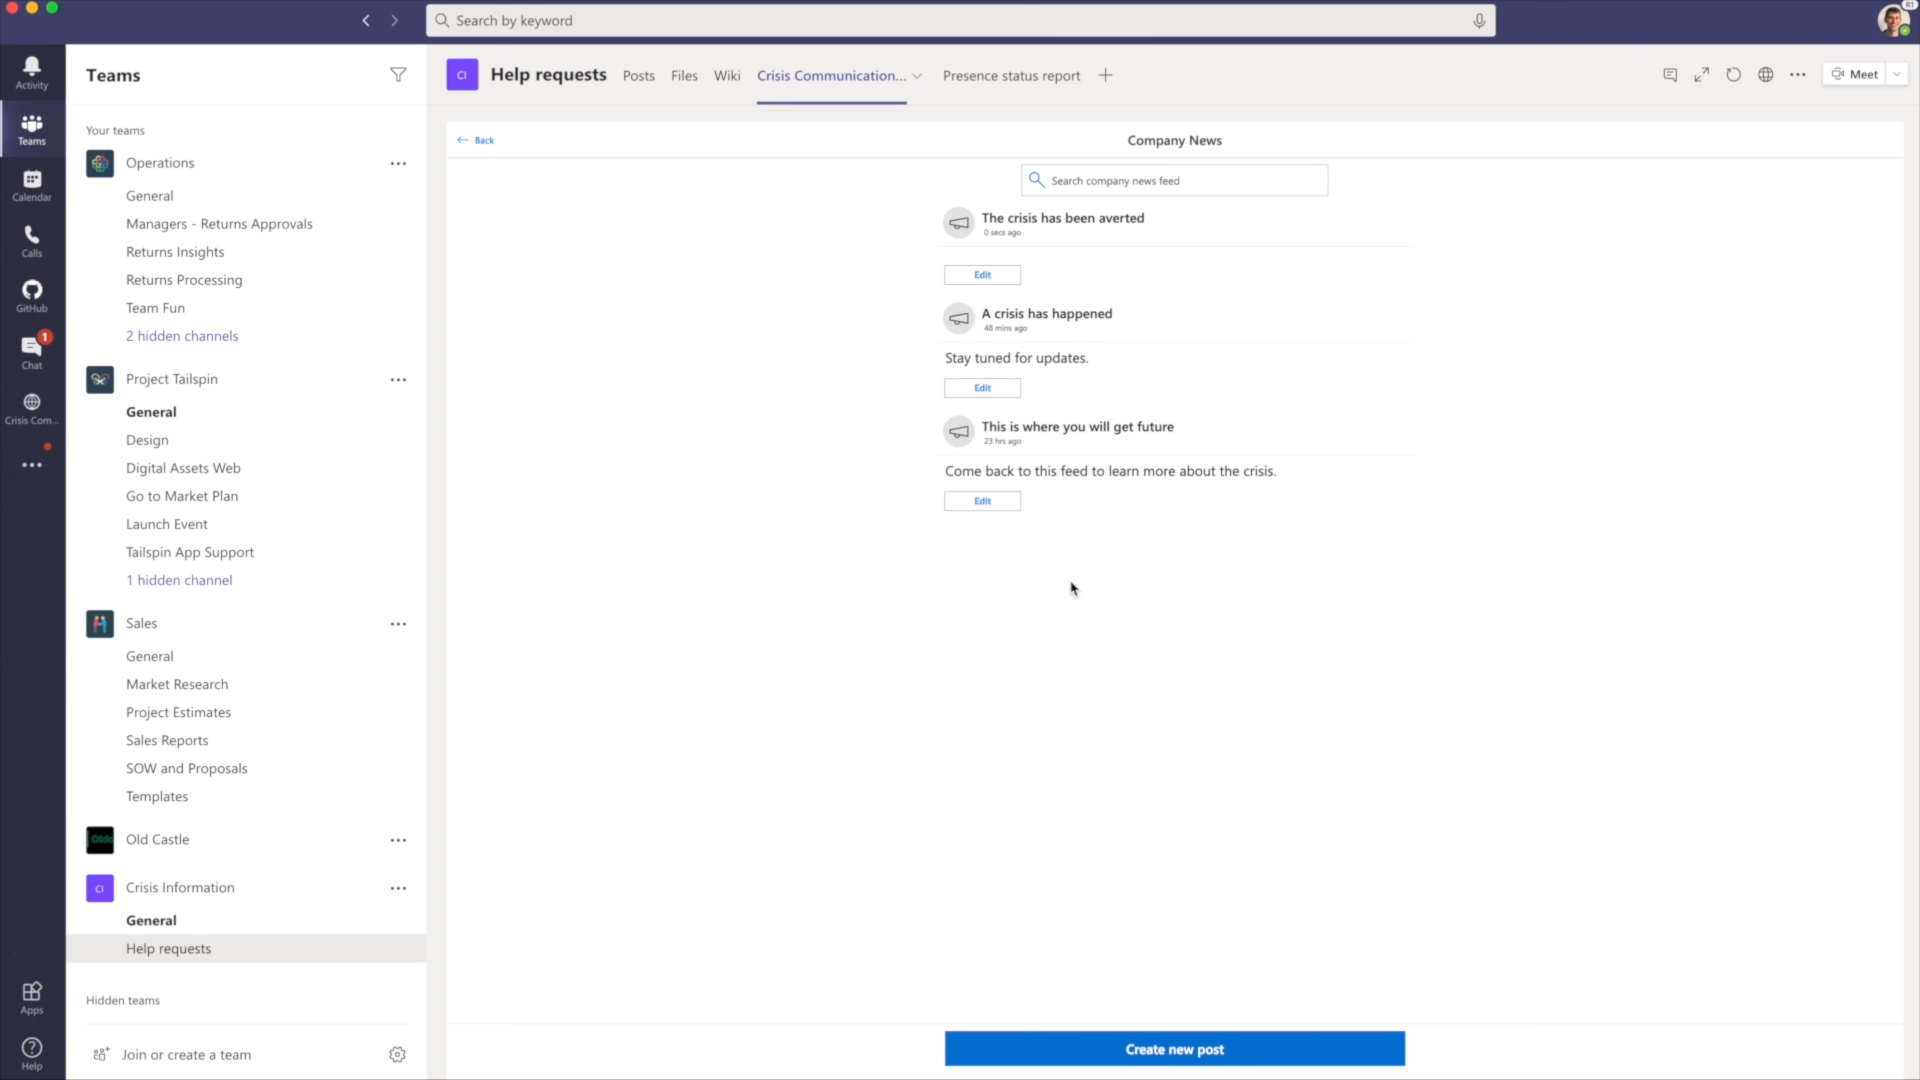 Search by keyword
R1
Activity
Teams
Calendar
Calls
GitHub
1
Chat
Crisis Com...
Apps
Help
Teams
Your teams
Operations
General
Managers - Returns Approvals
Returns Insights
Returns Processing
Team Fun
2 hidden channels
Project Tailspin
General
Design
Digital Assets Web
Go to Market Plan
Launch Event
Tailspin App Support
1 hidden channel
Sales
General
Market Research
Project Estimates
Sales Reports
SOW and Proposals
Templates
Old Castle
CI
Crisis Information
General
Help requests
Hidden teams
Join or create a team
CI
Help requests
Posts
Files
Wiki
Crisis Communication...
Presence status report
Meet
Back
Company News
Search company news feed
The crisis has been averted
0 secs ago
Edit
A crisis has happened
48 mins ago
Stay tuned for updates.
Edit
This is where you will get future
23 hrs ago
Come back to this feed to learn more about the crisis.
Edit
Create new post